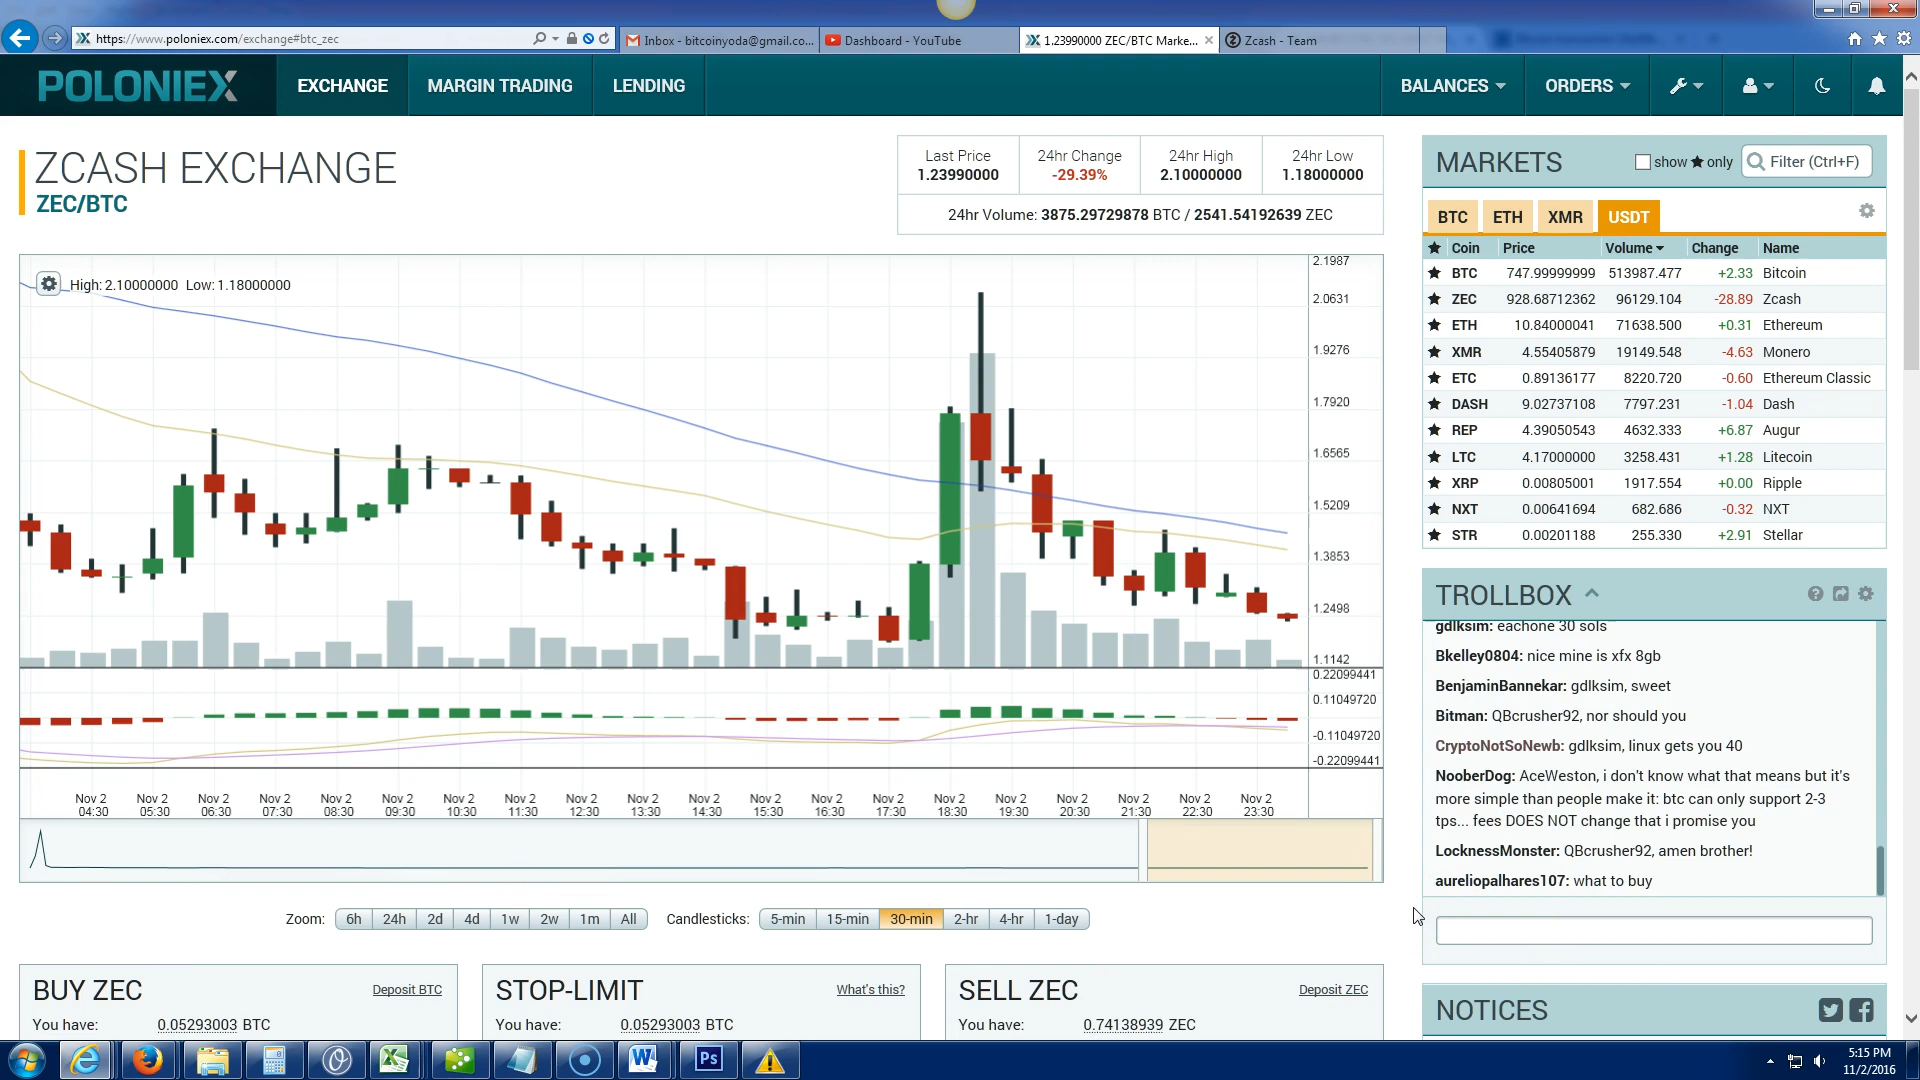 https://www.poloniex.com/exchange#btc_zec
Inbox - bitcoinyoda@gmail.co...
Dashboard - YouTube
1.23990000 ZEC/BTC Marke...
Zcash - Team
POLONIEX
EXCHANGE
MARGIN TRADING
LENDING
BALANCES
ORDERS
ZCASH EXCHANGE
ZEC/BTC
Last Price
1.23990000
24hr Change
-29.39%
24hr High
2.10000000
24hr Low
1.18000000
24hr Volume: 3875.29729878 BTC / 2541.54192639 ZEC
High: 2.10000000 Low: 1.18000000
2.1987
2.0631
1.9276
1.7920
1.6565
1.5209
1.3853
1.2498
1.1142
0.22099441
0.11049720
-0.11049720
-0.22099441
Nov 2 04:30
Nov 2 05:30
Nov 2 06:30
Nov 2 07:30
Nov 2 08:30
Nov 2 09:30
Nov 2 10:30
Nov 2 11:30
Nov 2 12:30
Nov 2 13:30
Nov 2 14:30
Nov 2 15:30
Nov 2 16:30
Nov 2 17:30
Nov 2 18:30
Nov 2 19:30
Nov 2 20:30
Nov 2 21:30
Nov 2 22:30
Nov 2 23:30
Zoom: 6h 24h 2d 4d 1w 2w 1m All
Candlesticks: 5-min 15-min 30-min 2-hr 4-hr 1-day
BUY ZEC
Deposit BTC
You have: 0.05293003 BTC
STOP-LIMIT
What's this?
You have: 0.05293003 BTC
SELL ZEC
Deposit ZEC
You have: 0.74138939 ZEC
MARKETS
show ★ only
Filter (Ctrl+F)
BTC ETH XMR USDT
★ Coin Price Volume Change Name
★ BTC 747.99999999 513987.477 +2.33 Bitcoin
★ ZEC 928.68712362 96129.104 -28.89 Zcash
★ ETH 10.84000041 71638.500 +0.31 Ethereum
★ XMR 4.55405879 19149.548 -4.63 Monero
★ ETC 0.89136177 8220.720 -0.60 Ethereum Classic
★ DASH 9.02737108 7797.231 -1.04 Dash
★ REP 4.39050543 4632.333 +6.87 Augur
★ LTC 4.17000000 3258.431 +1.28 Litecoin
★ XRP 0.00805001 1917.554 +0.00 Ripple
★ NXT 0.00641694 682.686 -0.32 NXT
★ STR 0.00201188 255.330 +2.91 Stellar
TROLLBOX
gdlksim: eachone 30 sols
Bkelley0804: nice mine is xfx 8gb
BenjaminBannekar: gdlksim, sweet
Bitman: QBcrusher92, nor should you
CryptoNotSoNewb: gdlksim, linux gets you 40
NooberDog: AceWeston, i don't know what that means but it's
more simple than people make it: btc can only support 2-3
tps... fees DOES NOT change that i promise you
LocknessMonster: QBcrusher92, amen brother!
aureliopalhares107: what to buy
NOTICES
Ps
5:15 PM
11/2/2016